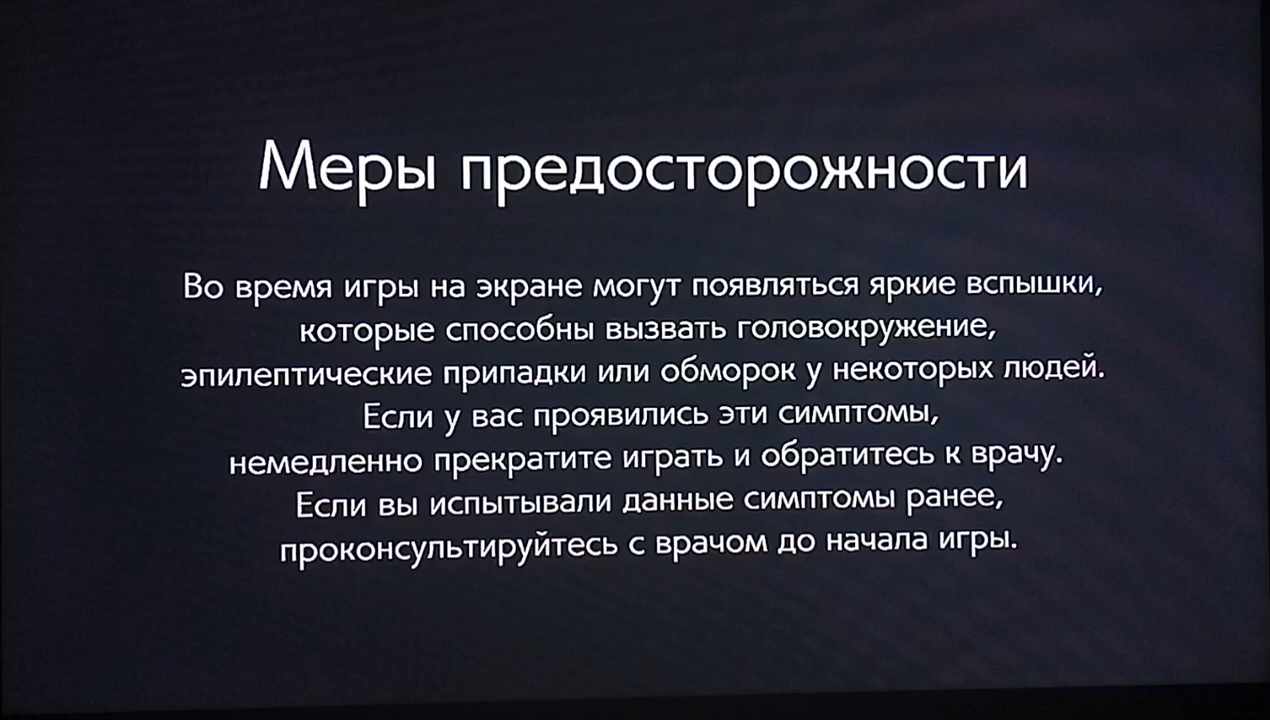 Меры предосторожности
Во время игры на экране могут появляться яркие вспышки,
которые способны вызвать головокружение,
эпилептические припадки или обморок у некоторых людей.
Если у вас проявились эти симптомы,
немедленно прекратите играть и обратитесь к врачу.
Если вы испытывали данные симптомы ранее,
проконсультируйтесь с врачом до начала игры.